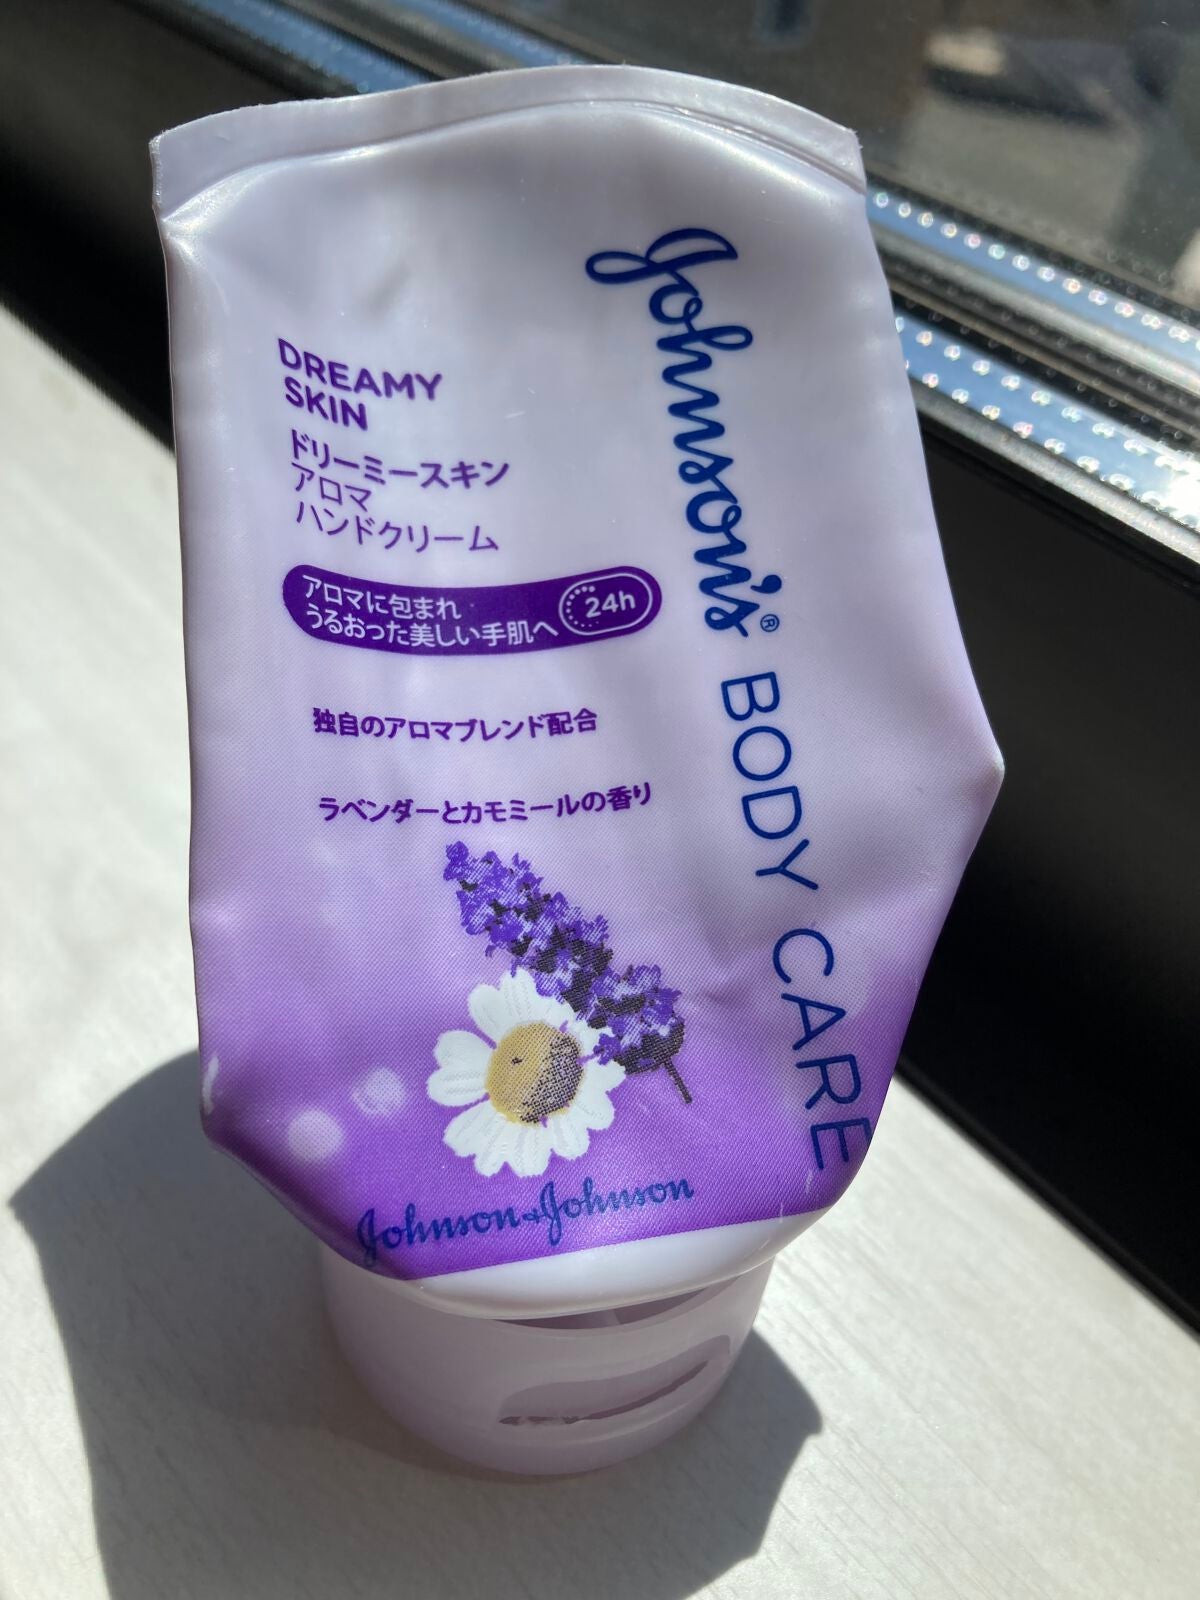 Johnson's® BODY CARE
DREAMY
SKIN
ドリーミースキン
アロマ
ハンドクリーム
アロマに包まれ
うるおった美しい手肌へ
24h
独自のアロマブレンド配合
ラベンダーとカモミールの香り
Johnson & Johnson